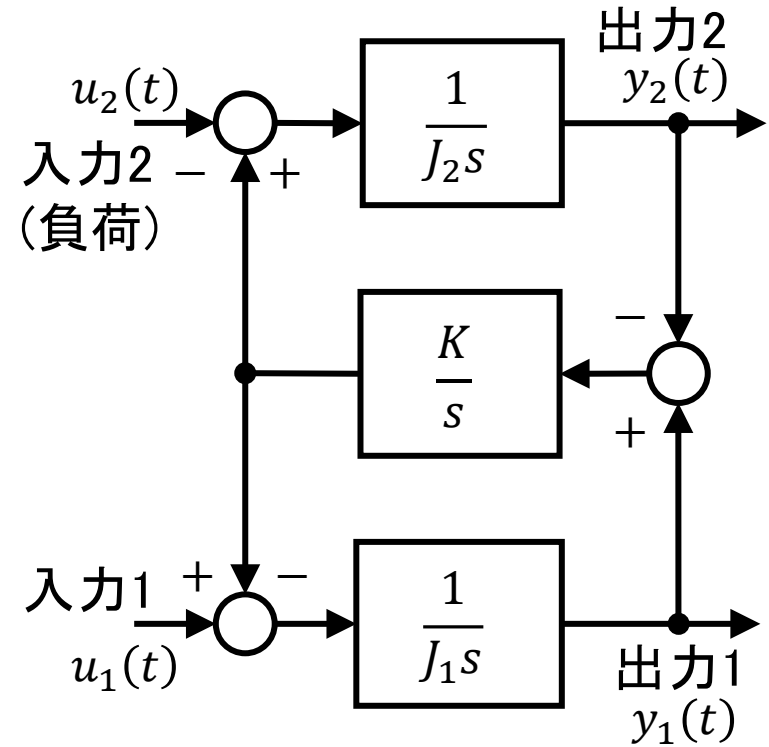 出力2
y₂(t)
u₂(t)
入力2
(負荷)
− +
1
J₂s
−
K
s
+
入力1
+ −
u₁(t)
1
J₁s
出力1
y₁(t)